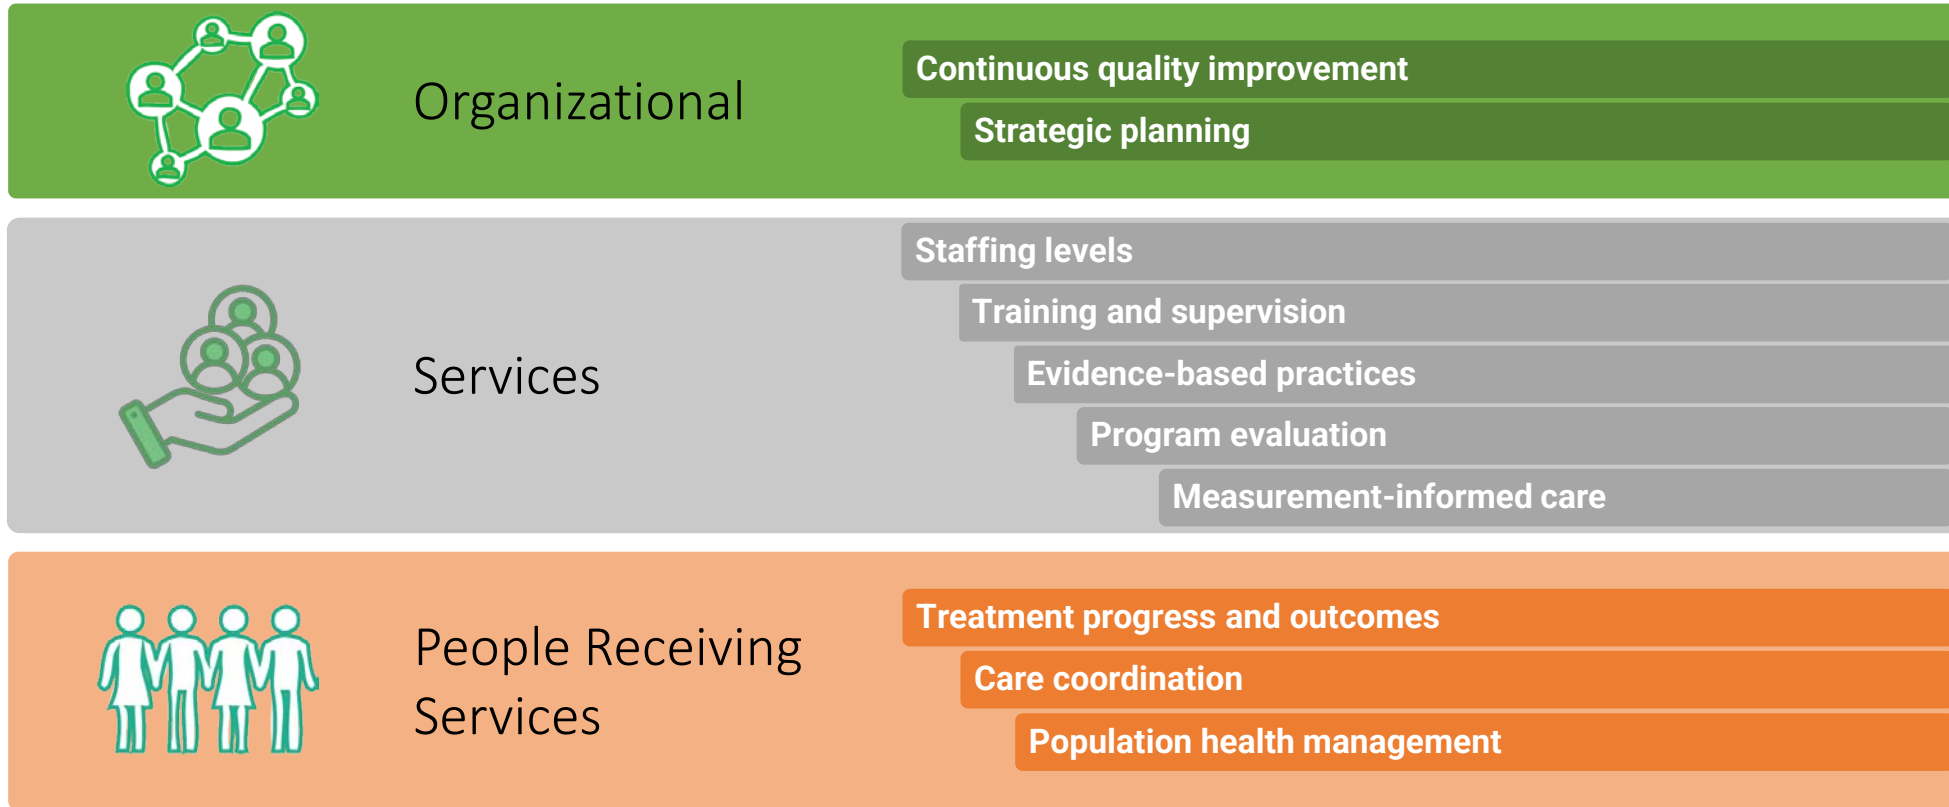 Organizational
Continuous quality improvement
Strategic planning
Services
Staffing levels
Training and supervision
Evidence-based practices
Program evaluation
Measurement-informed care
People Receiving
Services
Treatment progress and outcomes
Care coordination
Population health management